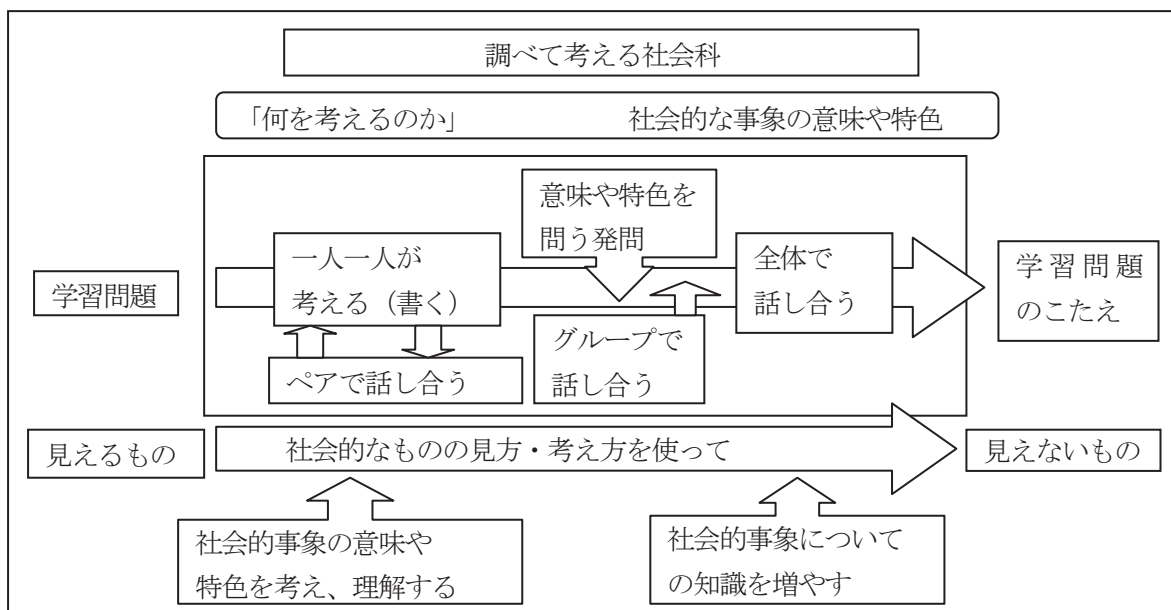 調べて考える社会科
「何を考えるのか」　　　社会的な事象の意味や特色
意味や特色を
問う発問
一人一人が
考える（書く）
全体で
話し合う
学習問題
学習問題
のこたえ
ペアで話し合う
グループで
話し合う
見えるもの
社会的なものの見方・考え方を使って
見えないもの
社会的事象の意味や
特色を考え、理解する
社会的事象について
の知識を増やす